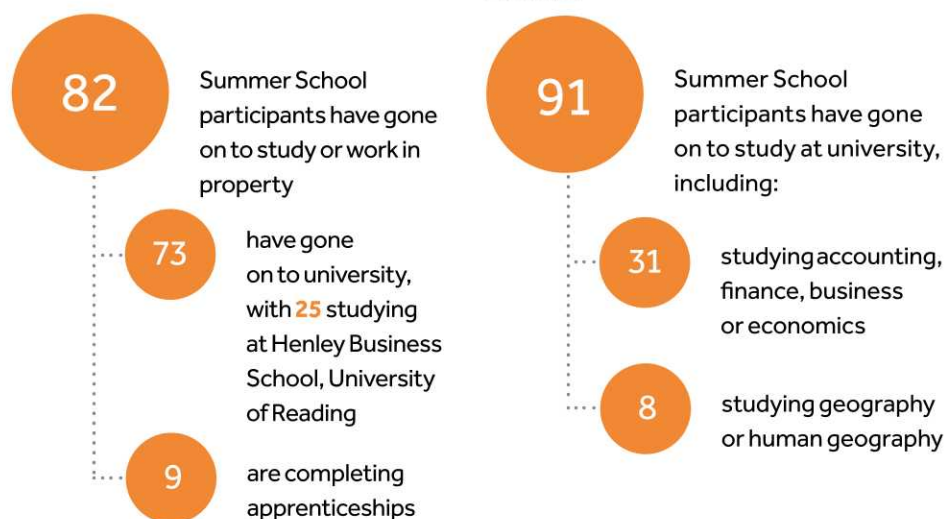 82
Summer School
participants have gone
on to study or work in
property
73
have gone
on to university,
with 25 studying
at Henley Business
School, University
of Reading
9
are completing
apprenticeships
91
Summer School
participants have gone
on to study at university,
including:
31
studying accounting,
finance, business
or economics
8
studying geography
or human geography